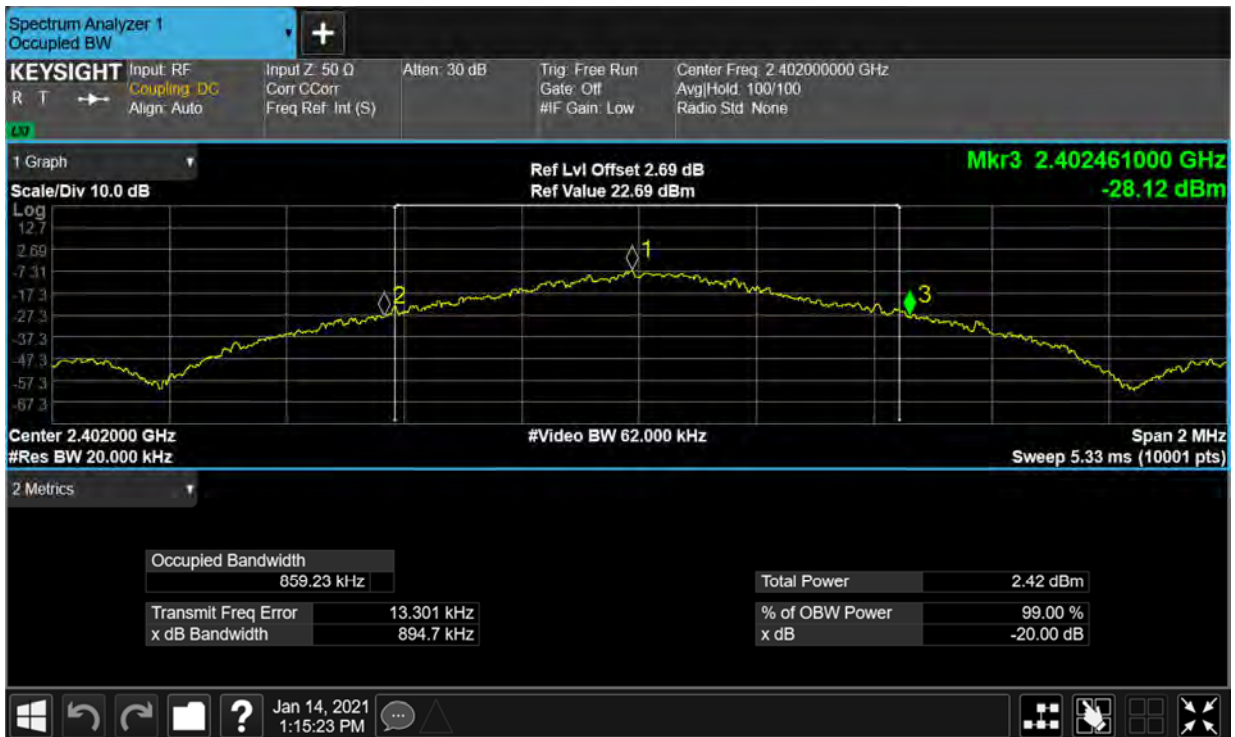 Spectrum Analyzer 1
Occupied BW
+
KEYSIGHT
R T
LXI
Input: RF
Coupling: DC
Align: Auto
Input Z: 50 Ω
Corr CCorr
Freq Ref: Int (S)
Atten: 30 dB
Trig: Free Run
Gate: Off
#IF Gain: Low
Center Freq: 2.402000000 GHz
Avg|Hold: 100/100
Radio Std: None
1 Graph
Scale/Div 10.0 dB
Ref Lvl Offset 2.69 dB
Ref Value 22.69 dBm
Mkr3 2.402461000 GHz
-28.12 dBm
Log
12.7
2.69
-7.31
-17.3
-27.3
-37.3
-47.3
-57.3
-67.3
1
2
3
Center 2.402000 GHz
#Video BW 62.000 kHz
Span 2 MHz
#Res BW 20.000 kHz
Sweep 5.33 ms (10001 pts)
2 Metrics
Occupied Bandwidth
859.23 kHz
Total Power 2.42 dBm
Transmit Freq Error 13.301 kHz
% of OBW Power 99.00 %
x dB Bandwidth 894.7 kHz
x dB -20.00 dB
?
Jan 14, 2021
1:15:23 PM